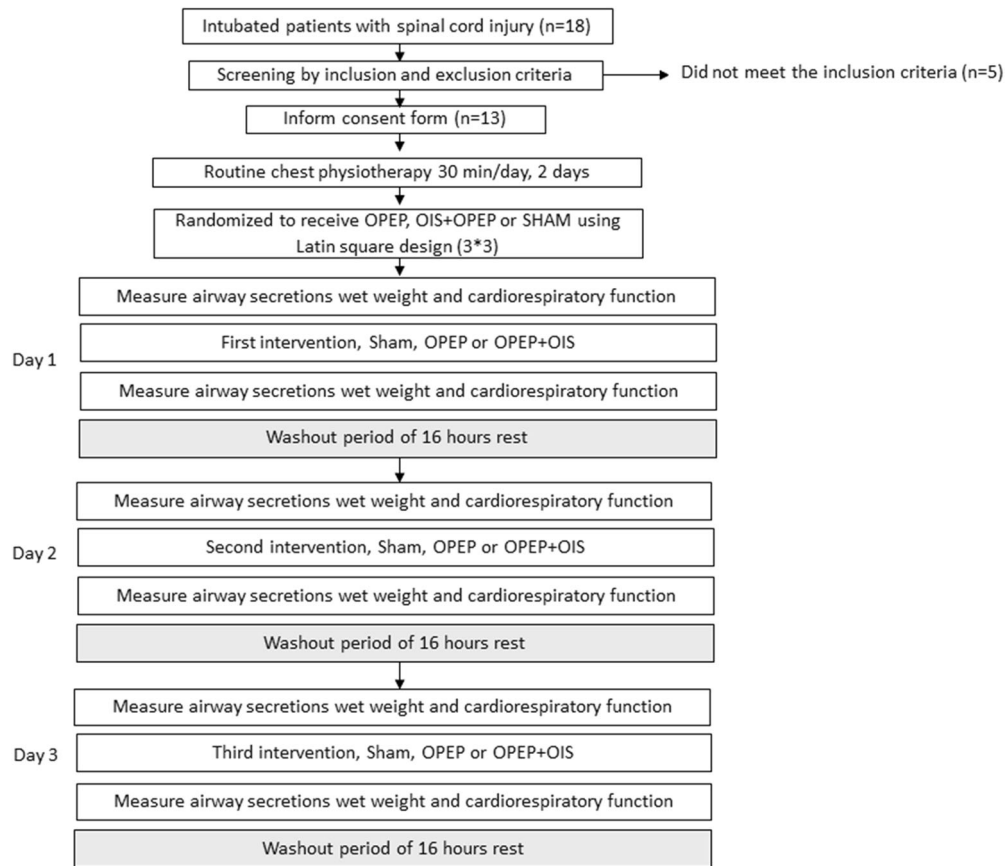 Intubated patients with spinal cord injury (n=18)
Screening by inclusion and exclusion criteria
Did not meet the inclusion criteria (n=5)
Inform consent form (n=13)
Routine chest physiotherapy 30 min/day, 2 days
Randomized to receive OPEP, OIS+OPEP or SHAM using
Latin square design (3*3)
Measure airway secretions wet weight and cardiorespiratory function
First intervention, Sham, OPEP or OPEP+OIS
Day 1
Measure airway secretions wet weight and cardiorespiratory function
Washout period of 16 hours rest
Measure airway secretions wet weight and cardiorespiratory function
Second intervention, Sham, OPEP or OPEP+OIS
Day 2
Measure airway secretions wet weight and cardiorespiratory function
Washout period of 16 hours rest
Measure airway secretions wet weight and cardiorespiratory function
Third intervention, Sham, OPEP or OPEP+OIS
Day 3
Measure airway secretions wet weight and cardiorespiratory function
Washout period of 16 hours rest